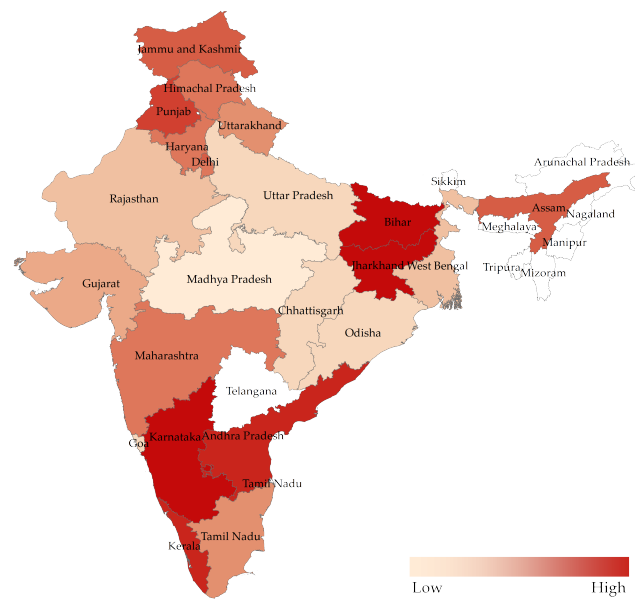 Jammu and Kashmir
Himachal Pradesh
Punjab
Uttarakhand
Haryana
Delhi
Arunachal Pradesh
Sikkim
Rajasthan
Uttar Pradesh
Assam
Nagaland
Bihar
Meghalaya
Manipur
Jharkhand
West Bengal
Tripura
Mizoram
Madhya Pradesh
Gujarat
Chhattisgarh
Odisha
Maharashtra
Telangana
Goa
Karnataka
Andhra Pradesh
Tamil Nadu
Tamil Nadu
Kerala
Low
High